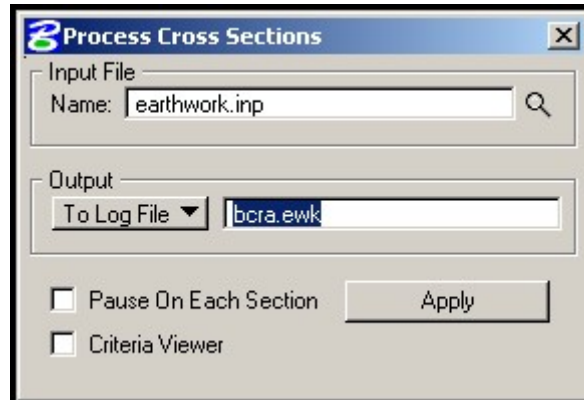 Process Cross Sections
Input File
Name: earthwork.inp
Output
To Log File bcra.ewk
Pause On Each Section Apply
Criteria Viewer